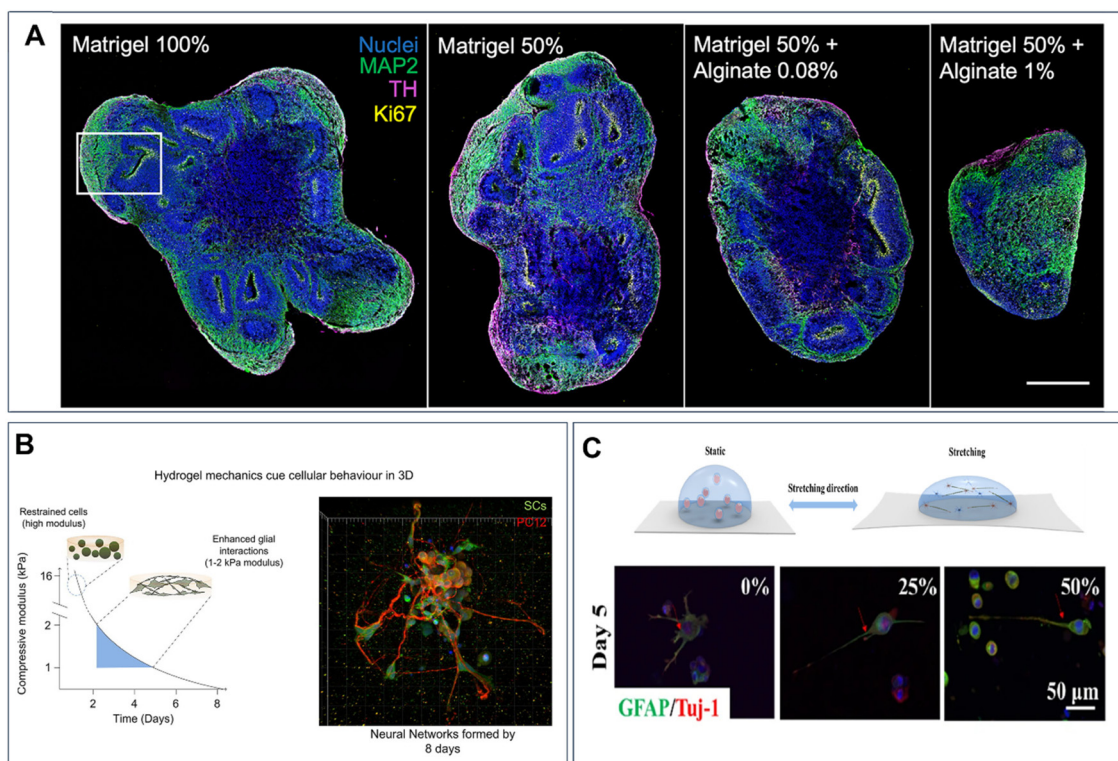 A
Matrigel 100%
Nuclei
MAP2
TH
Ki67
Matrigel 50%
Matrigel 50% +
Alginate 0.08%
Matrigel 50% +
Alginate 1%
B
Hydrogel mechanics cue cellular behaviour in 3D
Restrained cells
(high modulus)
Enhanced glial
interactions
(1-2 kPa modulus)
Compressive modulus (kPa)
16
2
1
2 4 6 8
Time (Days)
SCs
PC12
Neural Networks formed by
8 days
C
Static
Stretching
Stretching direction
Day 5
0%
25%
50%
GFAP/Tuj-1
50 µm